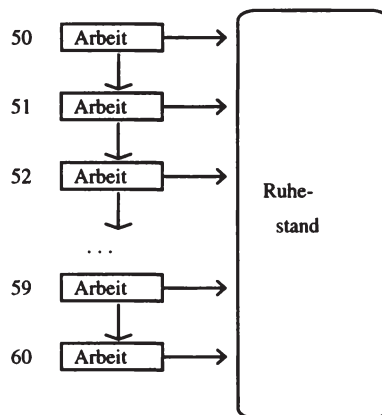 50 Arbeit
51 Arbeit
52 Arbeit
Ruhe-
stand
...
59 Arbeit
60 Arbeit